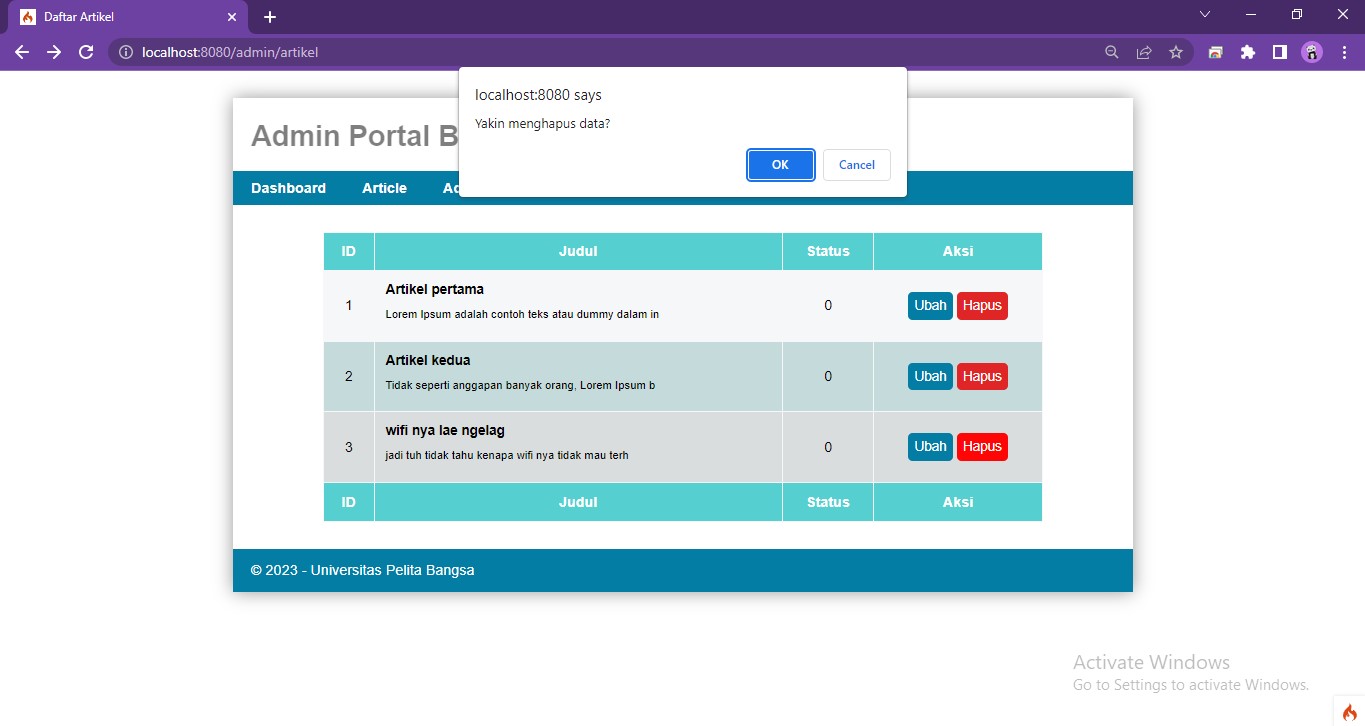 Daftar Artikel
localhost:8080/admin/artikel
localhost:8080 says
Yakin menghapus data?
OK Cancel
Admin Portal B
Dashboard Article
ID Judul Status Aksi
1 Artikel pertama 0 Ubah Hapus
Lorem Ipsum adalah contoh teks atau dummy dalam in
2 Artikel kedua 0 Ubah Hapus
Tidak seperti anggapan banyak orang, Lorem Ipsum b
3 wifi nya lae ngelag 0 Ubah Hapus
jadi tuh tidak tahu kenapa wifi nya tidak mau terh
ID Judul Status Aksi
© 2023 - Universitas Pelita Bangsa
Activate Windows
Go to Settings to activate Windows.